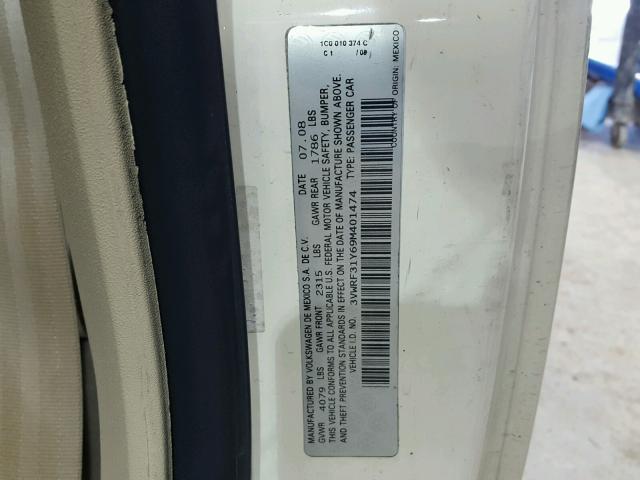 1C0 010 374 C
C 1 / 08
MANUFACTURED BY VOLKSWAGEN DE MEXICO S.A. DE C.V. DATE 07.08
GVWR 4079 LBS GAWR FRONT 2315 LBS GAWR REAR 1786 LBS
THIS VEHICLE CONFORMS TO ALL APPLICABLE U.S. FEDERAL MOTOR VEHICLE SAFETY, BUMPER,
AND THEFT PREVENTION STANDARDS IN EFFECT ON THE DATE OF MANUFACTURE SHOWN ABOVE.
VEHICLE I.D. NO. 3VWRF31Y69M401474 TYPE: PASSENGER CAR
COUNTRY OF ORIGIN: MEXICO